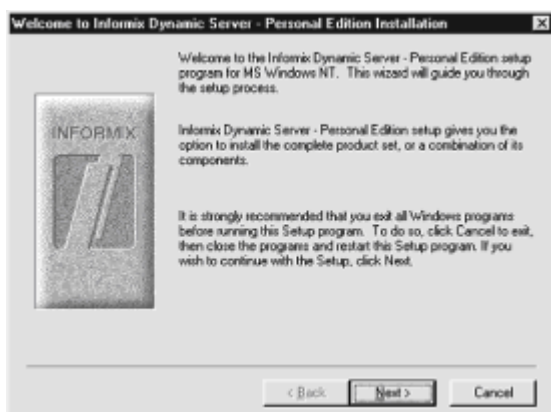 Welcome to Informix Dynamic Server - Personal Edition Installation
Welcome to the Informix Dynamic Server - Personal Edition setup
program for MS Windows NT. This wizard will guide you through
the setup process.
INFORMIX
Informix Dynamic Server - Personal Edition setup gives you the
option to install the complete product set, or a combination of its
components.
It is strongly recommended that you exit all Windows programs
before running this Setup program. To do so, click Cancel to exit,
then close the programs and restart this Setup program. If you
wish to continue with the Setup, click Next.
< Back
Next >
Cancel